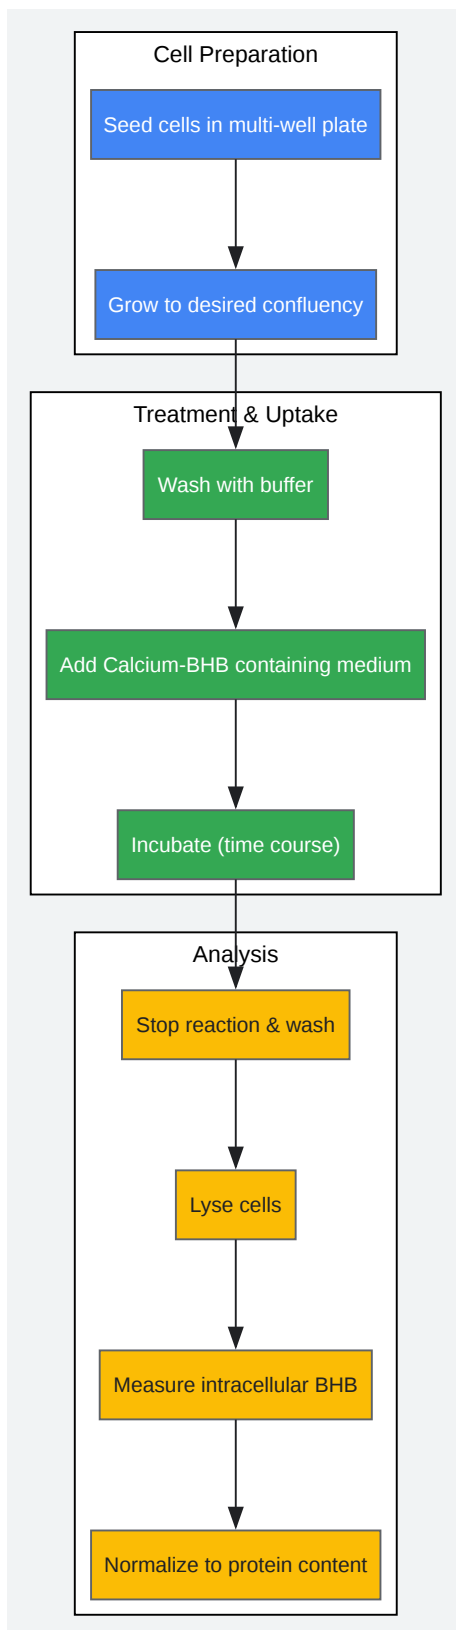 Cell Preparation
Seed cells in multi-well plate
Grow to desired confluency
Treatment & Uptake
Wash with buffer
Add Calcium-BHB containing medium
Incubate (time course)
Analysis
Stop reaction & wash
Lyse cells
Measure intracellular BHB
Normalize to protein content